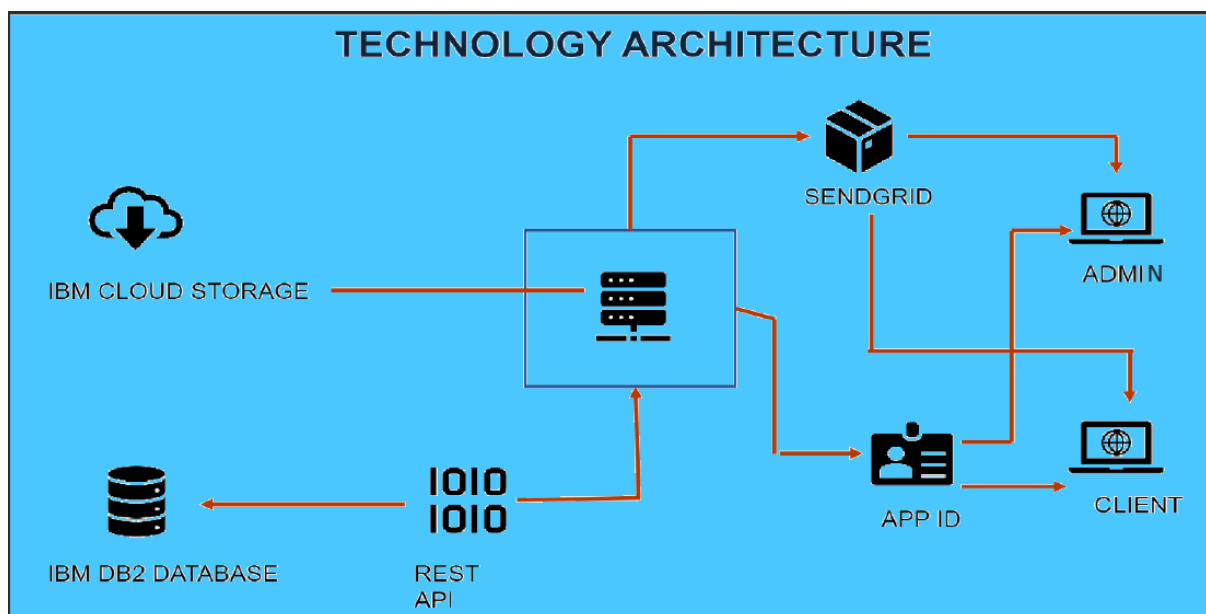 TECHNOLOGY ARCHITECTURE
SENDGRID
IBM CLOUD STORAGE
ADMIN
1010
1010
APP ID
CLIENT
IBM DB2 DATABASE
REST
API